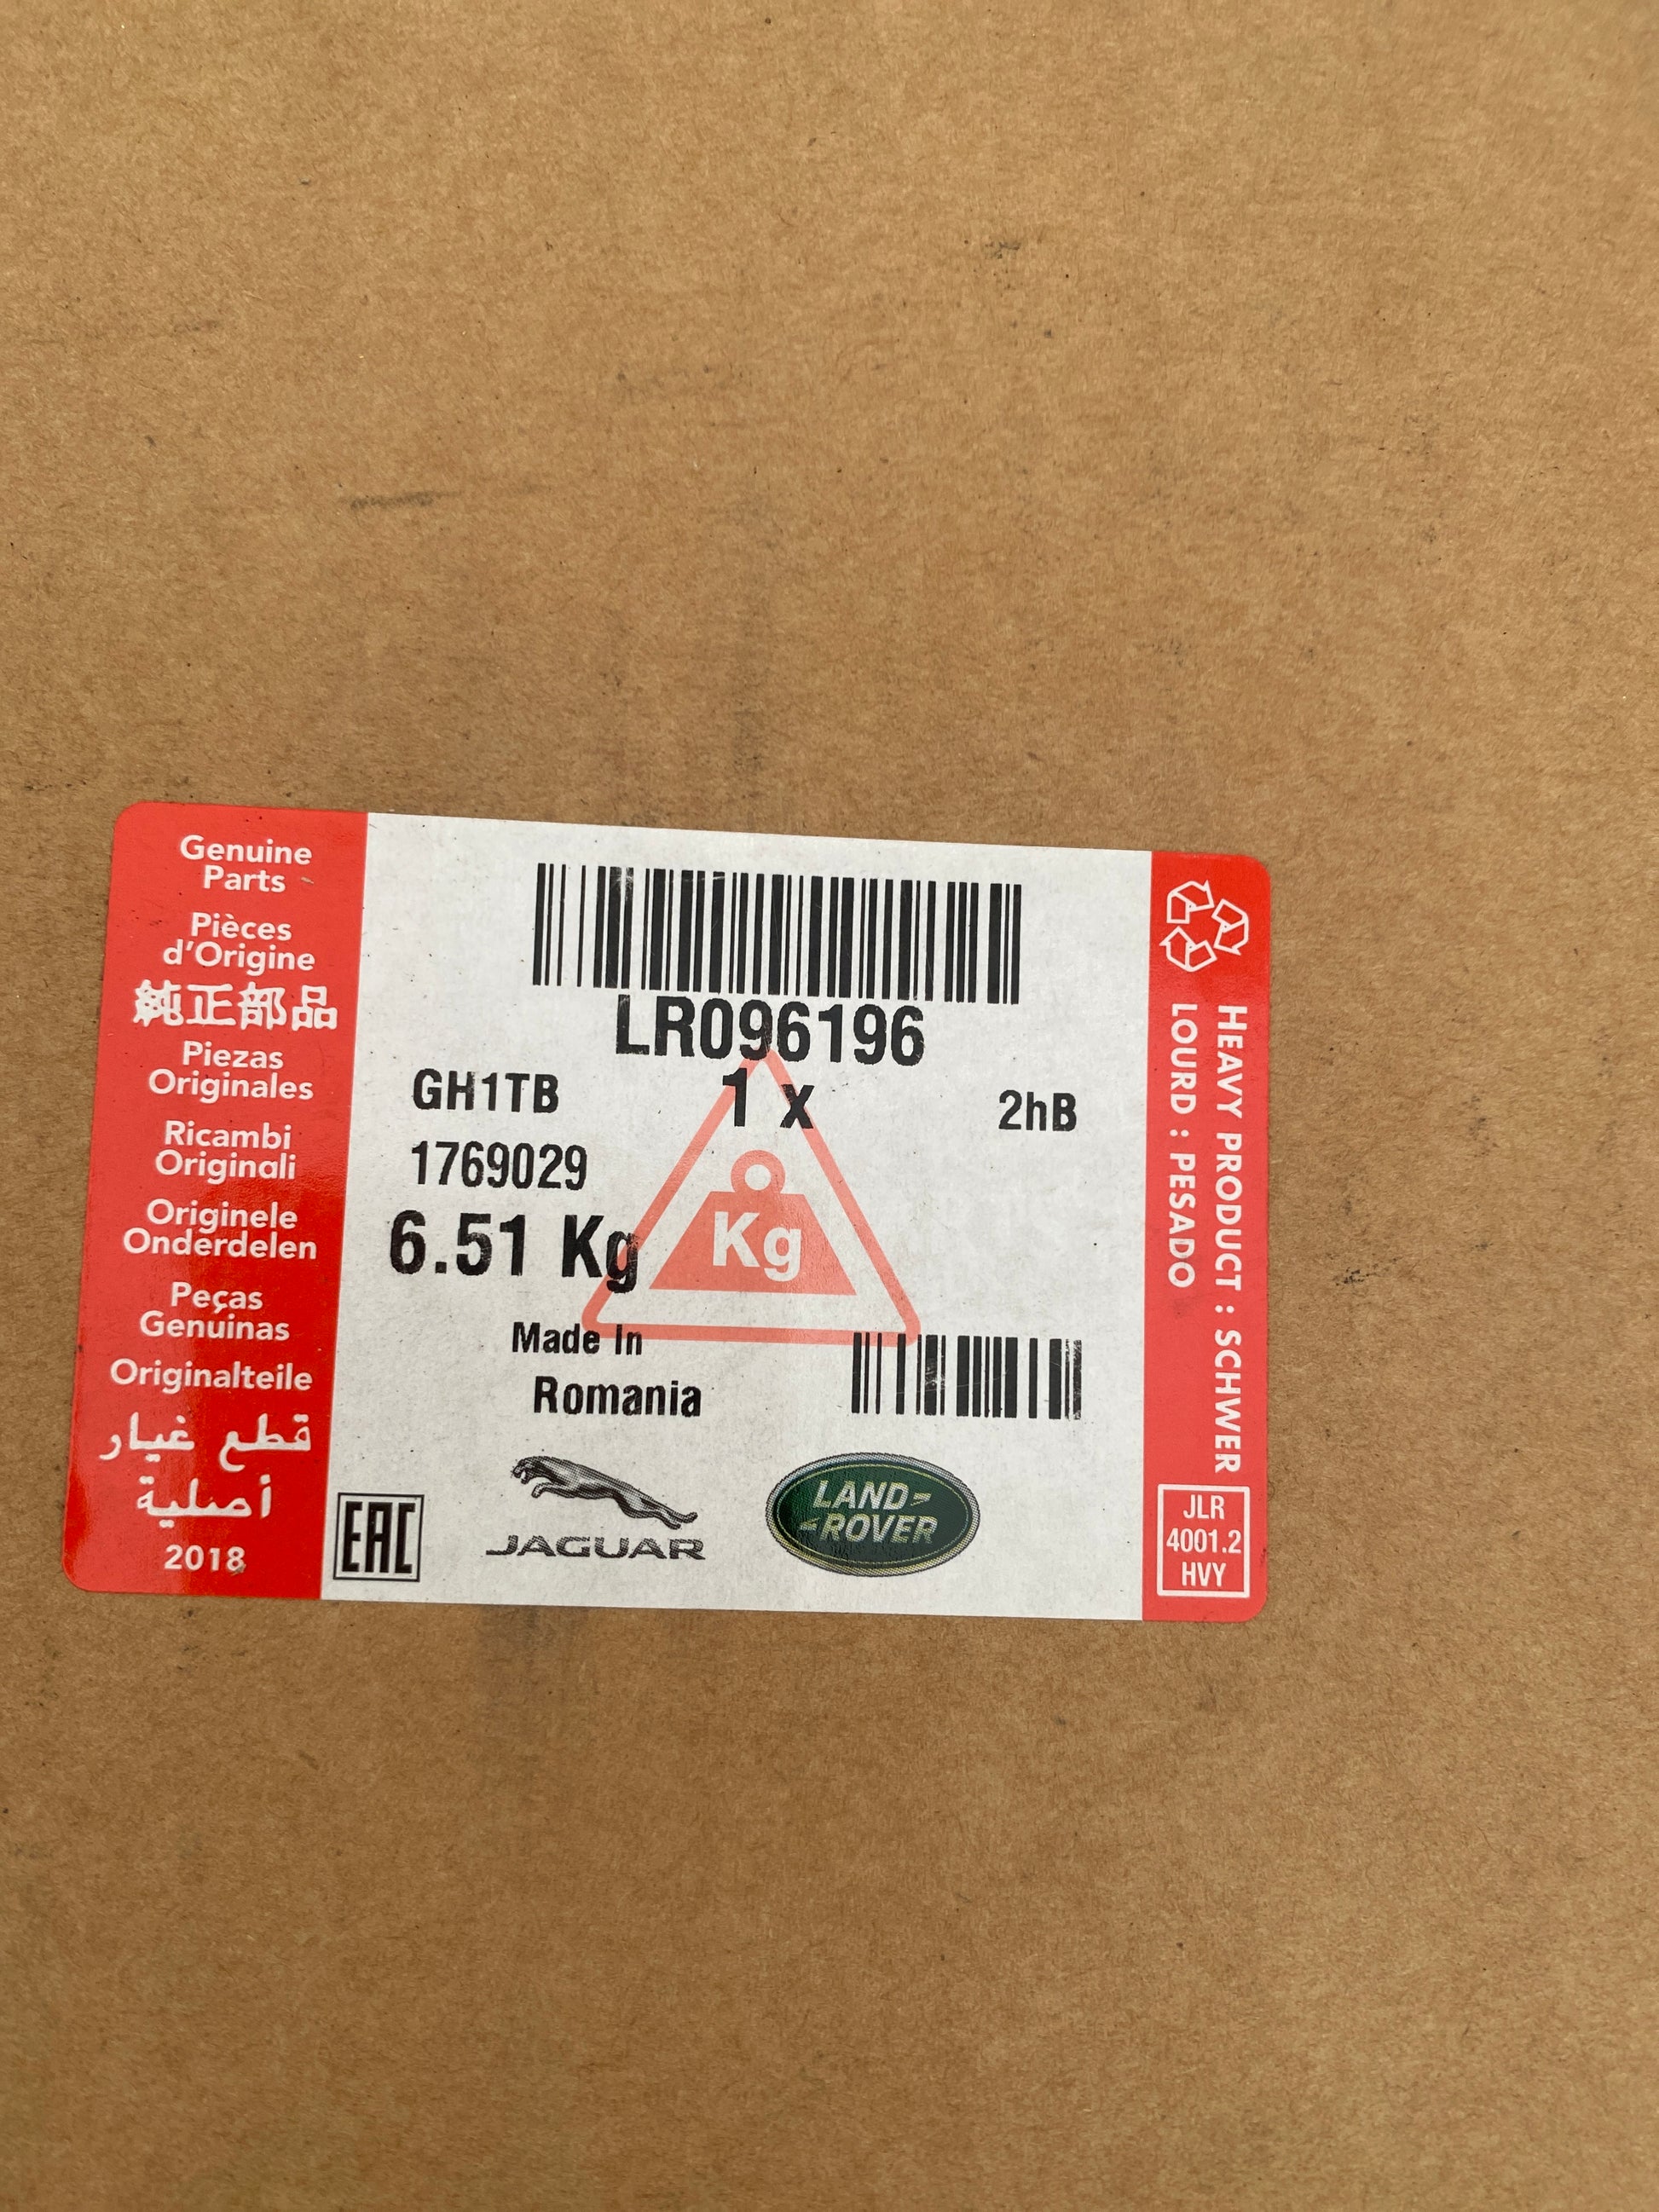 Genuine
Parts
Pièces
d'Origine
純正部品
Piezas
Originales
Ricambi
Originali
Originele
Onderdelen
Peças
Genuinas
Originalteile
قطع غيار
أصلية
2018
LR096196
GH1TB
1 x
2hB
1769029
6.51 Kg
Kg
Made In
Romania
EAC
JAGUAR
LAND-
-ROVER
HEAVY PRODUCT : SCHWER
LOURD : PESADO
JLR
4001.2
HVY